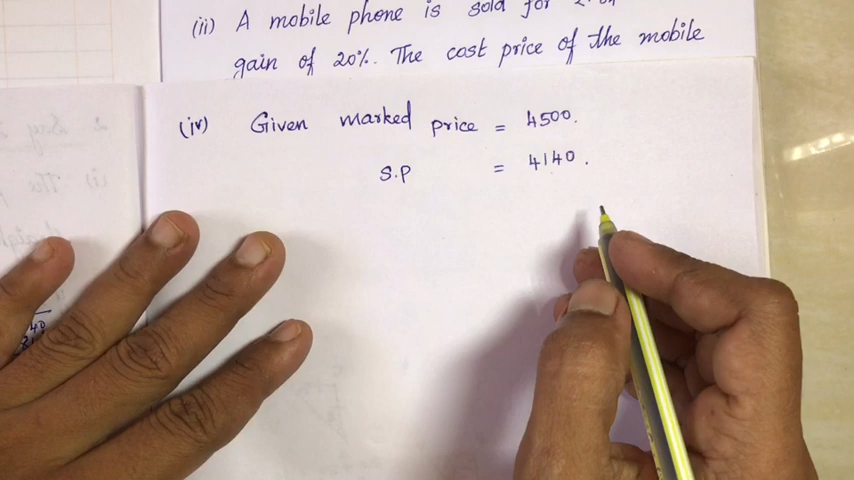 (ii) A mobile phone is sold for
gain of 20%. The cost price of the mobile
(iv) Given marked price = 4500.
S.P = 4140.